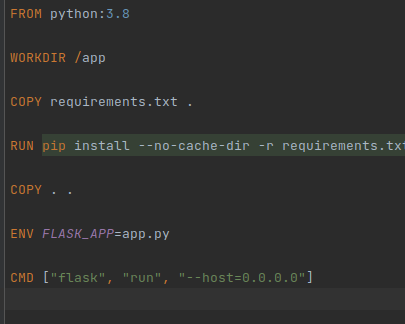 FROM python:3.8
WORKDIR /app
COPY requirements.txt .
RUN pip install --no-cache-dir -r requirements.txt
COPY . .
ENV FLASK_APP=app.py
CMD ["flask", "run", "--host=0.0.0.0"]